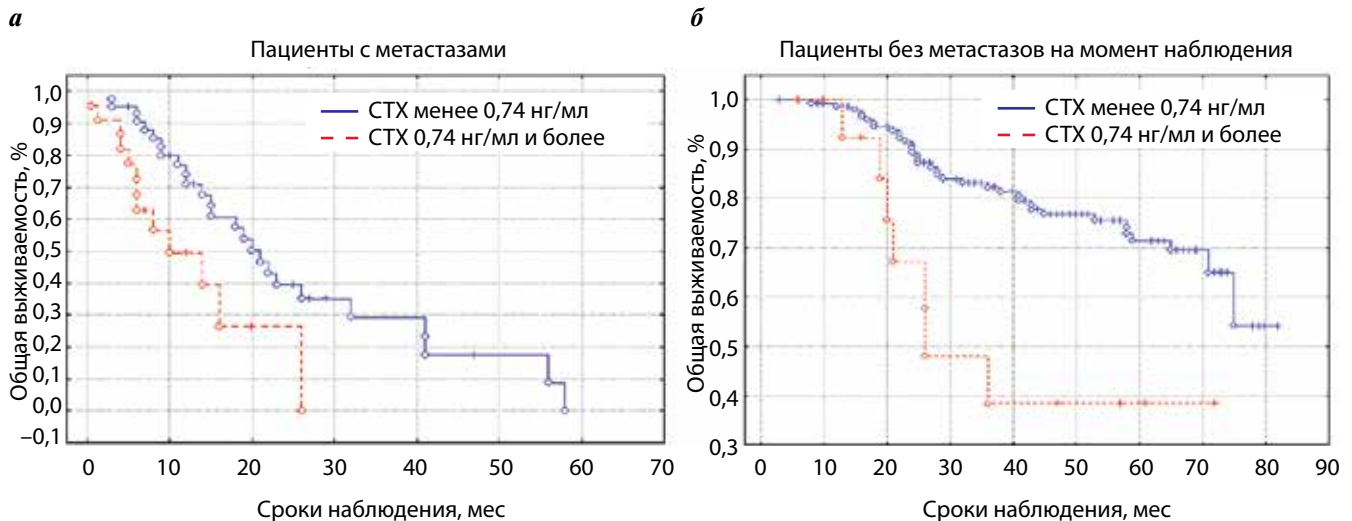 а
Пациенты с метастазами
Общая выживаемость, %
1,0
0,9
0,8
0,7
0,6
0,5
0,4
0,3
0,2
0,1
0,0
–0,1
СТХ менее 0,74 нг/мл
СТХ 0,74 нг/мл и более
0 10 20 30 40 50 60 70
Сроки наблюдения, мес
б
Пациенты без метастазов на момент наблюдения
Общая выживаемость, %
1,0
0,9
0,8
0,7
0,6
0,5
0,4
0,3
СТХ менее 0,74 нг/мл
СТХ 0,74 нг/мл и более
0 10 20 30 40 50 60 70 80 90
Сроки наблюдения, мес